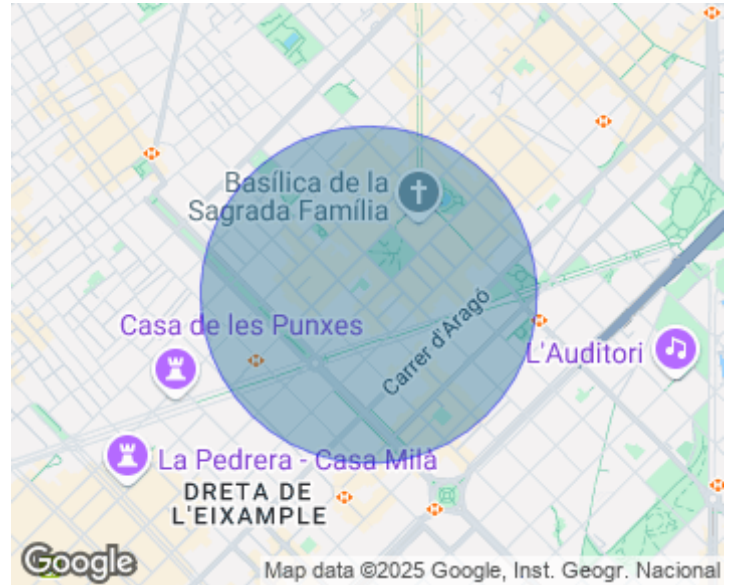 Basílica de la
Sagrada Família
Casa de les Punxes
Carrer d'Aragó
L'Auditori
La Pedrera - Casa Milà
DRETA DE
L'EIXAMPLE
Google
Map data ©2025 Google, Inst. Geogr. Nacional